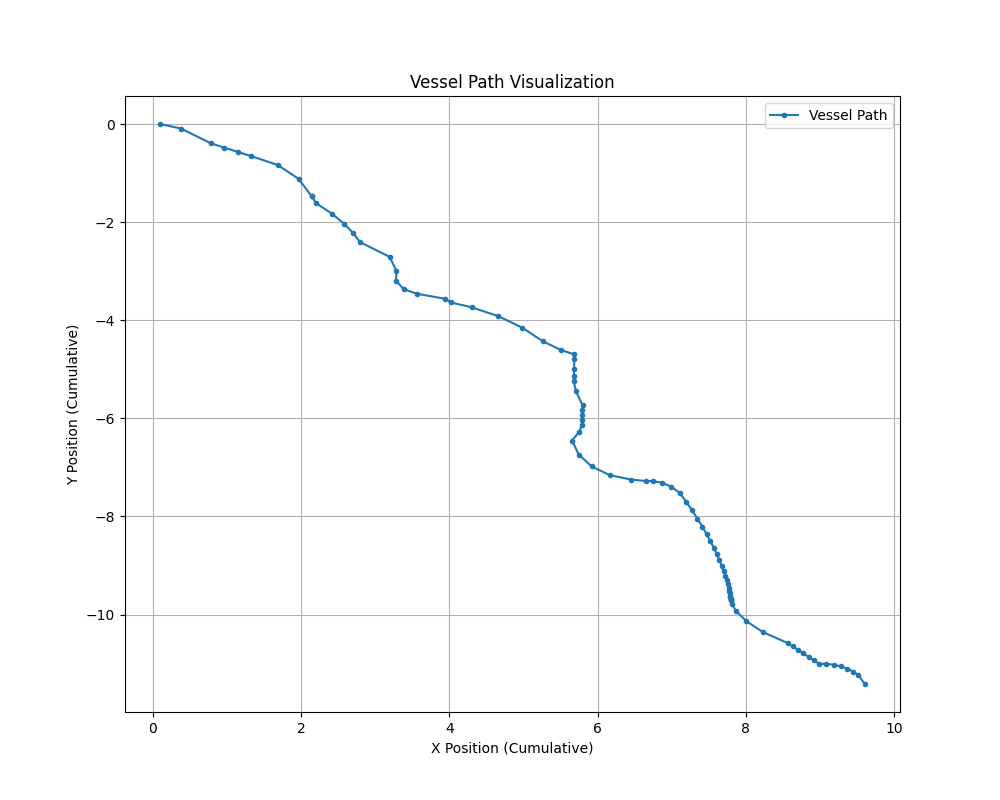 Vessel Path Visualization
Vessel Path
Y Position (Cumulative)
0
−2
−4
−6
−8
−10
0 2 4 6 8 10
X Position (Cumulative)